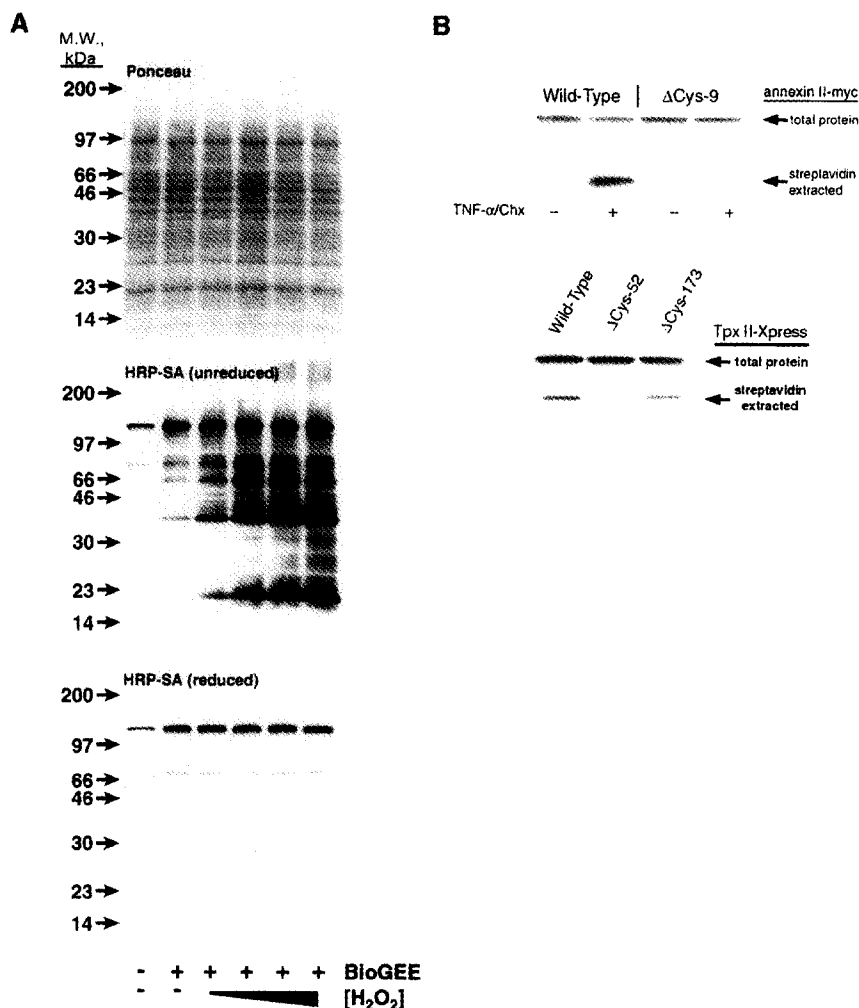 A
M.W.,
kDa
Ponceau
200
97
66
46
30
23
14
HRP-SA (unreduced)
200
97
66
46
30
23
14
HRP-SA (reduced)
200
97
66
46
30
23
14
- + + + + + BioGEE
- - [H2O2]
B
Wild-Type | ΔCys-9 annexin II-myc
total protein
streptavidin
extracted
TNF-α/Chx - + - +
Wild-Type ΔCys-52 ΔCys-173
Tpx II-Xpress
total protein
streptavidin
extracted